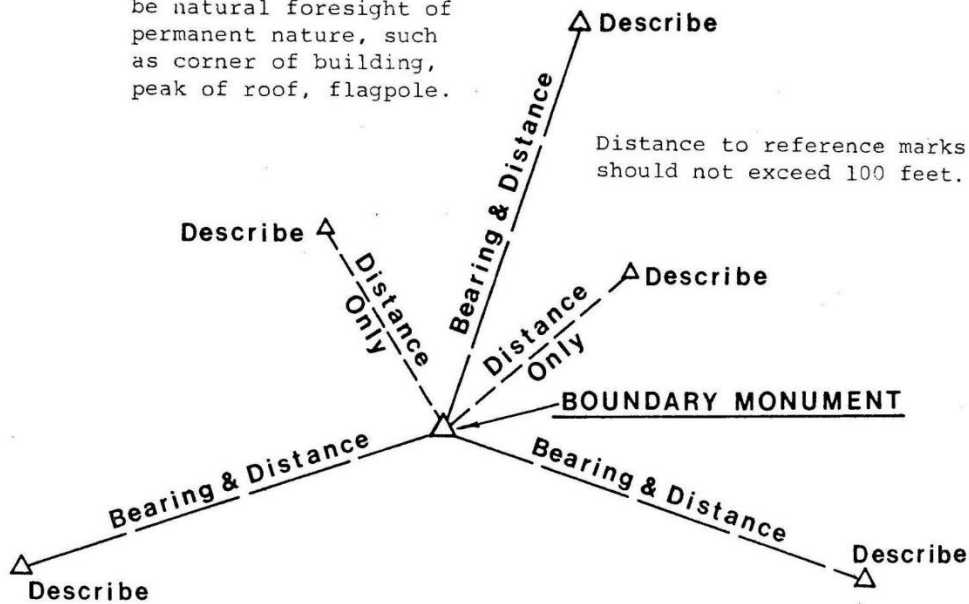 be natural foresight of
permanent nature, such
as corner of building,
peak of roof, flagpole.
Describe
Distance to reference marks
should not exceed 100 feet.
Bearing & Distance
Describe
Distance
Only
Describe
Distance
Only
BOUNDARY MONUMENT
Bearing & Distance
Bearing & Distance
Describe
Describe